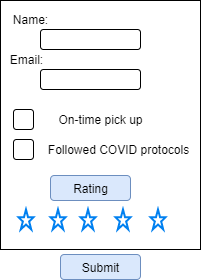 Name:
Email:
On-time pick up
Followed COVID protocols
Rating
Submit